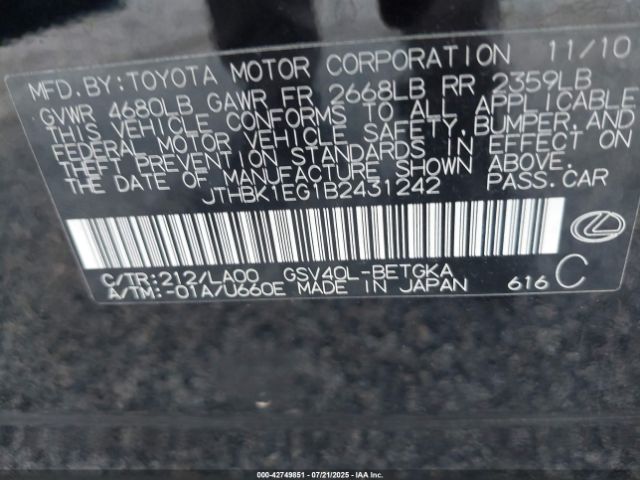 MFD.BY:TOYOTA MOTOR CORPORATION 11/10
GVWR 4680LB GAWR FR 2668LB RR 2359LB
THIS VEHICLE CONFORMS TO ALL APPLICABLE
FEDERAL MOTOR VEHICLE SAFETY,BUMPER,AND
THEFT PREVENTION STANDARDS IN EFFECT ON
DATE OF MANUFACTURE SHOWN ABOVE.
JTHBK1EG1B2431242 PASS.CAR
C/TR:212/LA00 GSV40L-BETGKA
A/TM:-01A/U660E MADE IN JAPAN 616 C
000-42749851 / 07/21/2025 / IAA Inc.